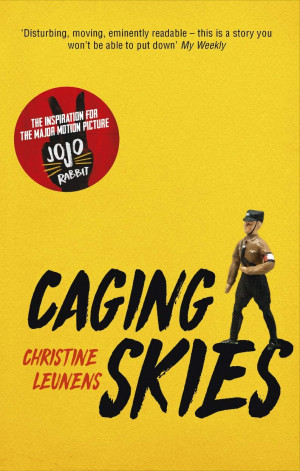 ‘Disturbing, moving, eminently readable – this is a story you
won’t be able to put down’ My Weekly
THE INSPIRATION FOR
THE MAJOR MOTION PICTURE
JOJO
RABBIT
CAGING
CHRISTINE
LEUNENS
SKIES